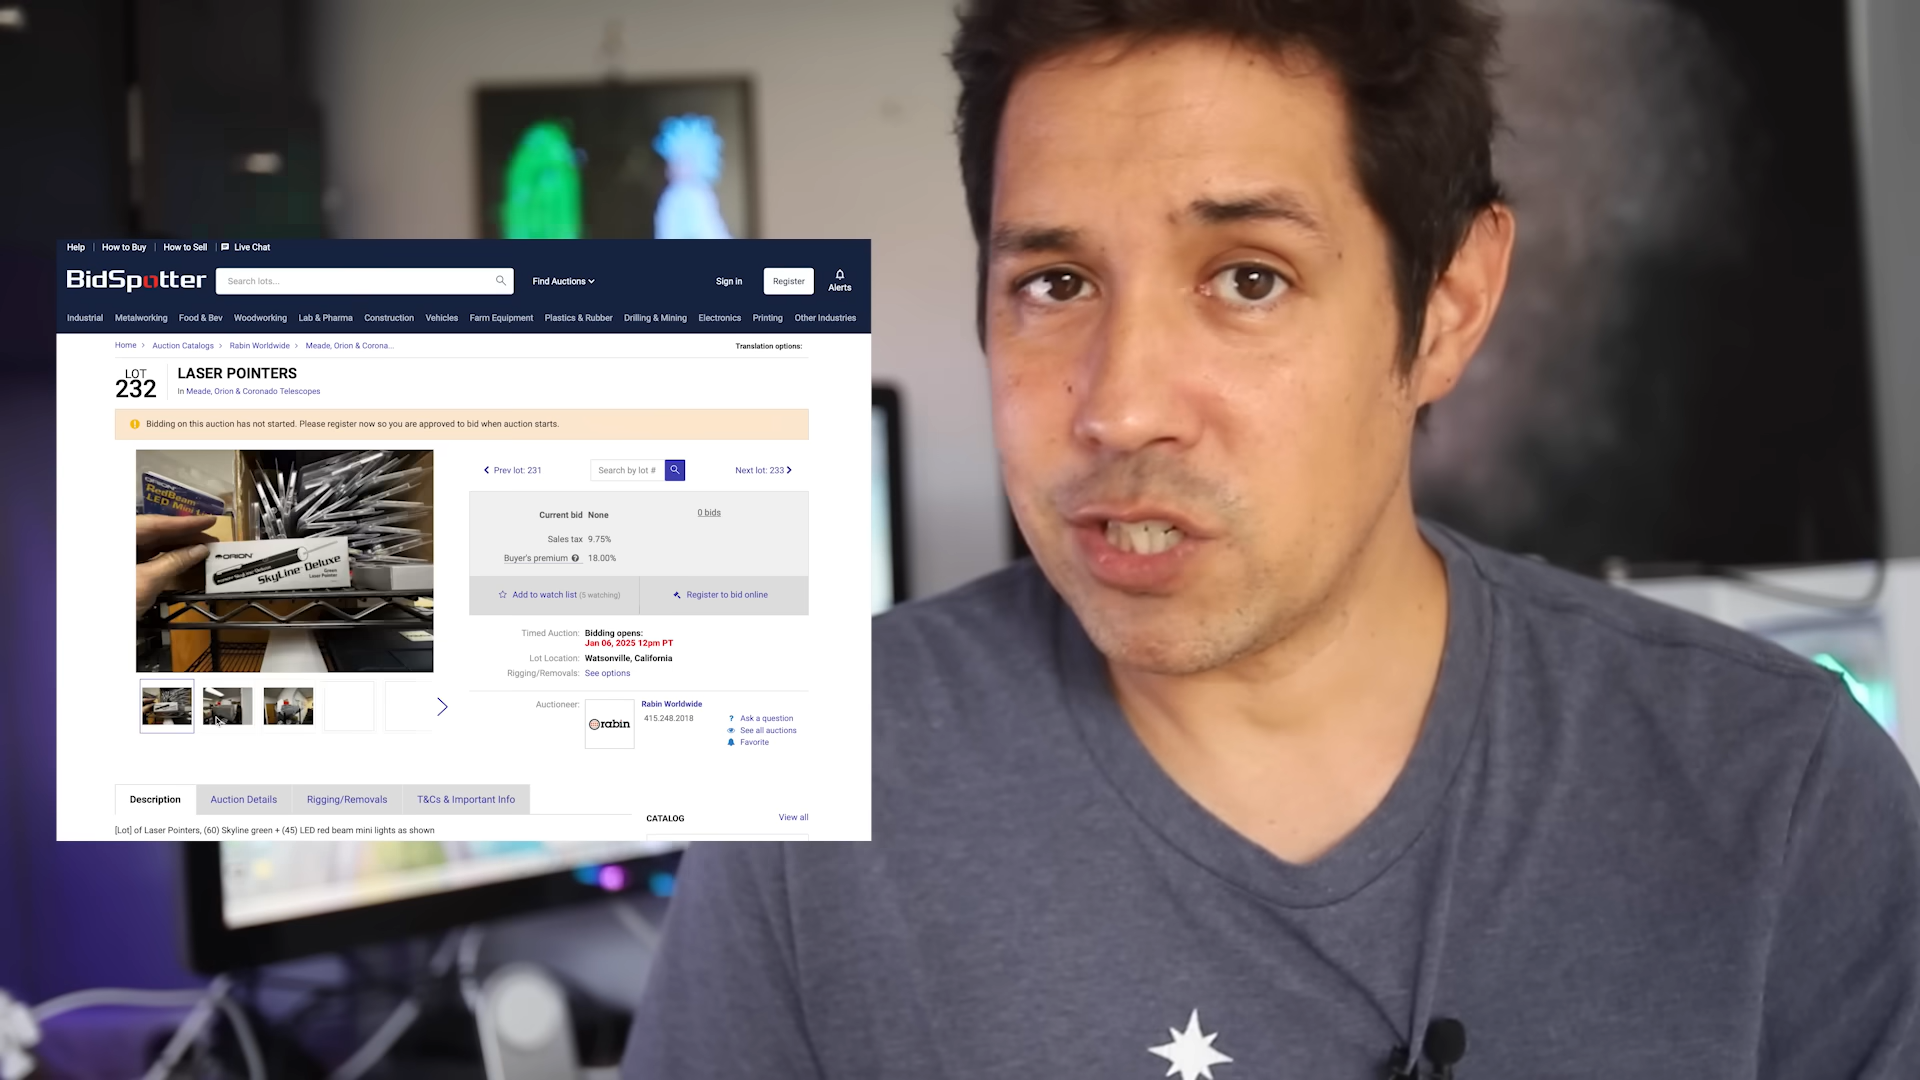 Help
How to Buy
How to Sell
Live Chat
BidSpotter
Search lots...
Find Auctions
Sign in
Register
Alerts
Industrial
Metalworking
Food & Bev
Woodworking
Lab & Pharma
Construction
Vehicles
Farm Equipment
Plastics & Rubber
Drilling & Mining
Electronics
Printing
Other Industries
Home > Auction Catalogs > Rabin Worldwide > Meade, Orion & Corona...
Translation options:
LOT
232
LASER POINTERS
In Meade, Orion & Coronado Telescopes
Bidding on this auction has not started. Please register now so you are approved to bid when auction starts.
ORION
RedBeam
LED Mini
ORION
SkyLine Deluxe
Green
Laser Pointer
Prev lot: 231
Search by lot #
Next lot: 233
Current bid None
0 bids
Sales tax 9.75%
Buyer's premium 18.00%
Add to watch list (5 watching)
Register to bid online
Timed Auction: Bidding opens:
Jan 06, 2025 12pm PT
Lot Location: Watsonville, California
Rigging/Removals: See options
Auctioneer:
rabin
Rabin Worldwide
415.248.2018
Ask a question
See all auctions
Favorite
Description
Auction Details
Rigging/Removals
T&Cs & Important Info
[Lot] of Laser Pointers, (60) Skyline green + (45) LED red beam mini lights as shown
CATALOG
View all